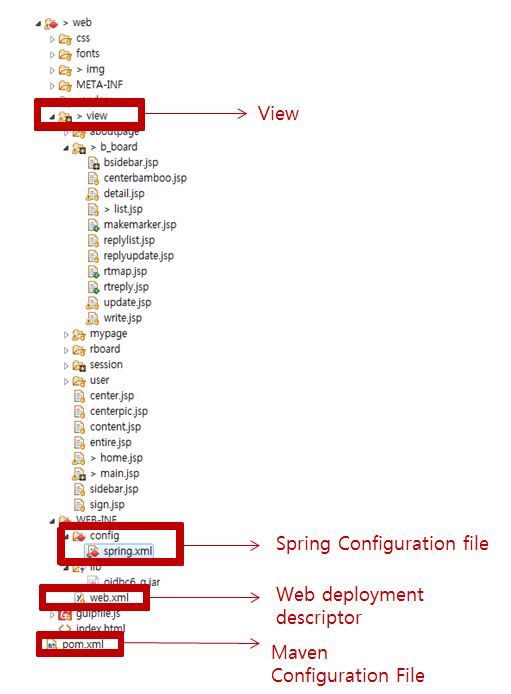 > web
css
fonts
> img
META-INF
> view
View
aboutpage
> b_board
bsidebar.jsp
centerbamboo.jsp
detail.jsp
> list.jsp
makemarker.jsp
replylist.jsp
replyupdate.jsp
rtmap.jsp
rtreply.jsp
update.jsp
write.jsp
mypage
rboard
session
user
center.jsp
centerpic.jsp
content.jsp
entire.jsp
> home.jsp
> main.jsp
sidebar.jsp
sign.jsp
WEB-INF
config
spring.xml
Spring Configuration file
lib
ojdbc6_g.jar
web.xml
Web deployment
descriptor
gulpfile.js
index.html
pom.xml
Maven
Configuration File